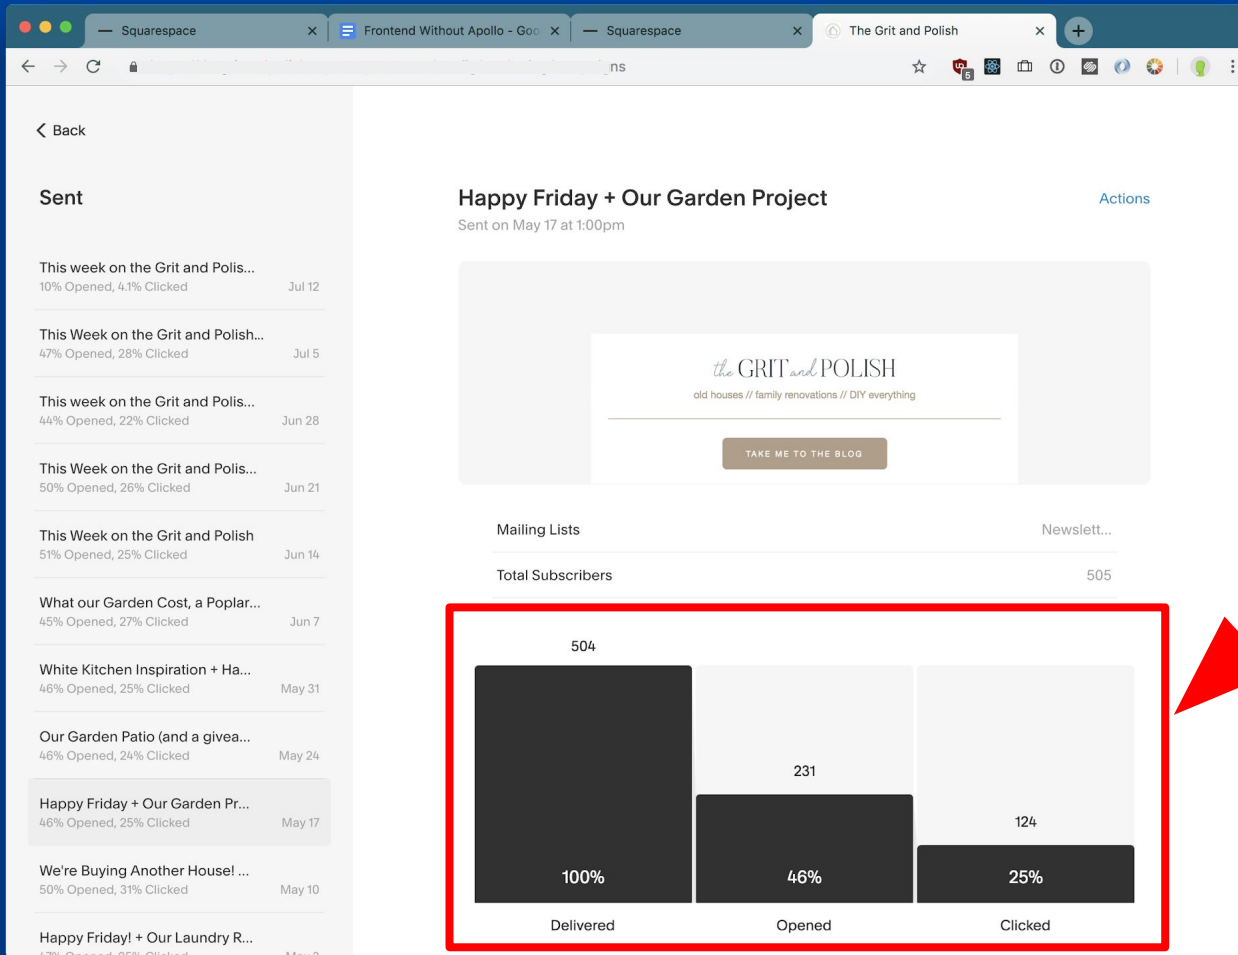 Squarespace
Frontend Without Apollo - Goo
Squarespace
The Grit and Polish
ns
5
Back
Sent
This week on the Grit and Polis...
10% Opened, 4.1% Clicked Jul 12
This Week on the Grit and Polish...
47% Opened, 28% Clicked Jul 5
This week on the Grit and Polis...
44% Opened, 22% Clicked Jun 28
This Week on the Grit and Polis...
50% Opened, 26% Clicked Jun 21
This Week on the Grit and Polish
51% Opened, 25% Clicked Jun 14
What our Garden Cost, a Poplar...
45% Opened, 27% Clicked Jun 7
White Kitchen Inspiration + Ha...
46% Opened, 25% Clicked May 31
Our Garden Patio (and a givea...
46% Opened, 24% Clicked May 24
Happy Friday + Our Garden Pr...
46% Opened, 25% Clicked May 17
We're Buying Another House! ...
50% Opened, 31% Clicked May 10
Happy Friday! + Our Laundry R...
Happy Friday + Our Garden Project
Actions
Sent on May 17 at 1:00pm
the GRIT and POLISH
old houses // family renovations // DIY everything
TAKE ME TO THE BLOG
Mailing Lists Newslett...
Total Subscribers 505
504
231
124
100% 46% 25%
Delivered Opened Clicked